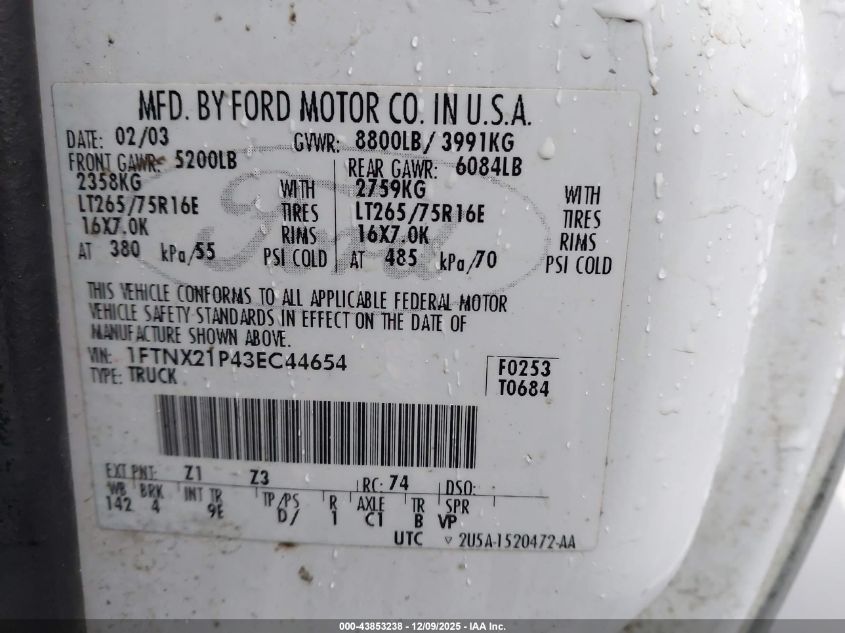 MFD. BY FORD MOTOR CO. IN U.S.A.
DATE: 02/03 GVWR: 8800LB/ 3991KG
FRONT GAWR: 5200LB REAR GAWR: 6084LB
2358KG WITH 2759KG WITH
LT265/75R16E TIRES LT265/75R16E TIRES
16X7.0K RIMS 16X7.0K RIMS
AT 380 kPa/55 PSI COLD AT 485 kPa/70 PSI COLD
Ford
THIS VEHICLE CONFORMS TO ALL APPLICABLE FEDERAL MOTOR
VEHICLE SAFETY STANDARDS IN EFFECT ON THE DATE OF
MANUFACTURE SHOWN ABOVE.
VIN: 1FTNX21P43EC44654 F0253
TYPE: TRUCK T0684
EXT PNT: Z1 Z3 RC: 74 DSO:
WB BRK INT TR TP/PS R AXLE TR SPR
142 4 9E D/ 1 C1 B VP
UTC ▿ 2U5A-1520472-AA
000-43853238 - 12/09/2025 - IAA Inc.